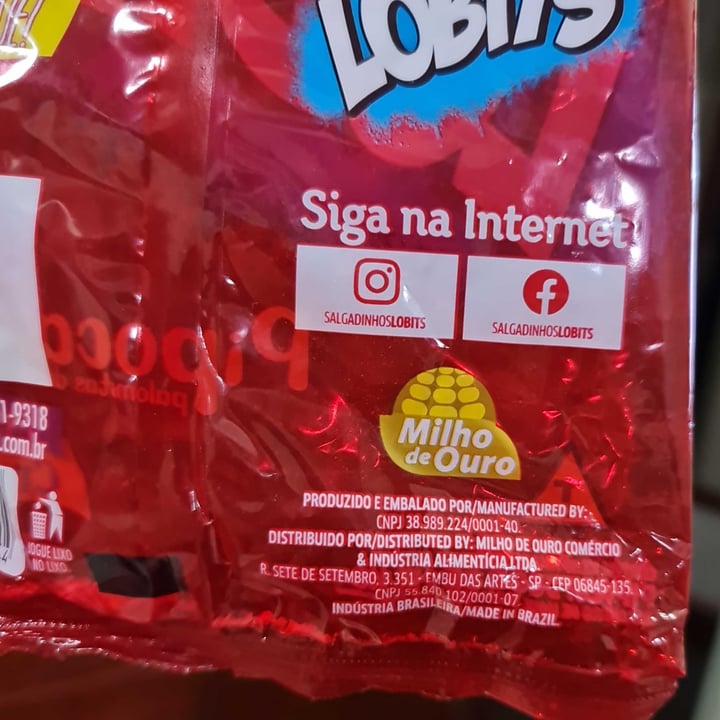 LOBITS
Siga na Internet
SALGADINHOSLOBITS
SALGADINHOSLOBITS
Milho
de Ouro
PRODUZIDO E EMBALADO POR/MANUFACTURED BY:
CNPJ 38.989.224/0001-40.
DISTRIBUIDO POR/DISTRIBUTED BY: MILHO DE OURO COMÉRCIO
& INDÚSTRIA ALIMENTÍCIA LTDA
R. SETE DE SETEMBRO, 3.351 - EMBU DAS ARTES - SP - CEP 06845-135.
CNPJ 55.840.102/0001-07
INDÚSTRIA BRASILEIRA/MADE IN BRAZIL.
1-9318
.com.br
JOGUE LIXO
NO LIXO
Pipoca
palomitas